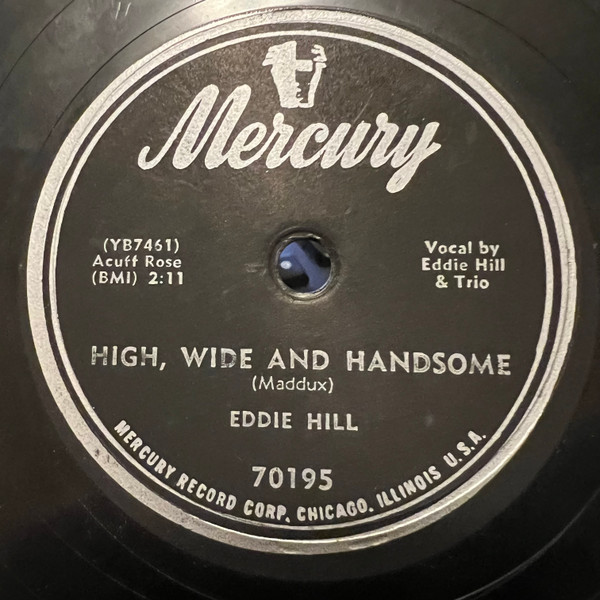 Mercury
(YB7461)
Acuff Rose
(BMI) 2:11
Vocal by
Eddie Hill
& Trio
HIGH, WIDE AND HANDSOME
(Maddux)
EDDIE HILL
70195
MERCURY RECORD CORP. CHICAGO, ILLINOIS U.S.A.